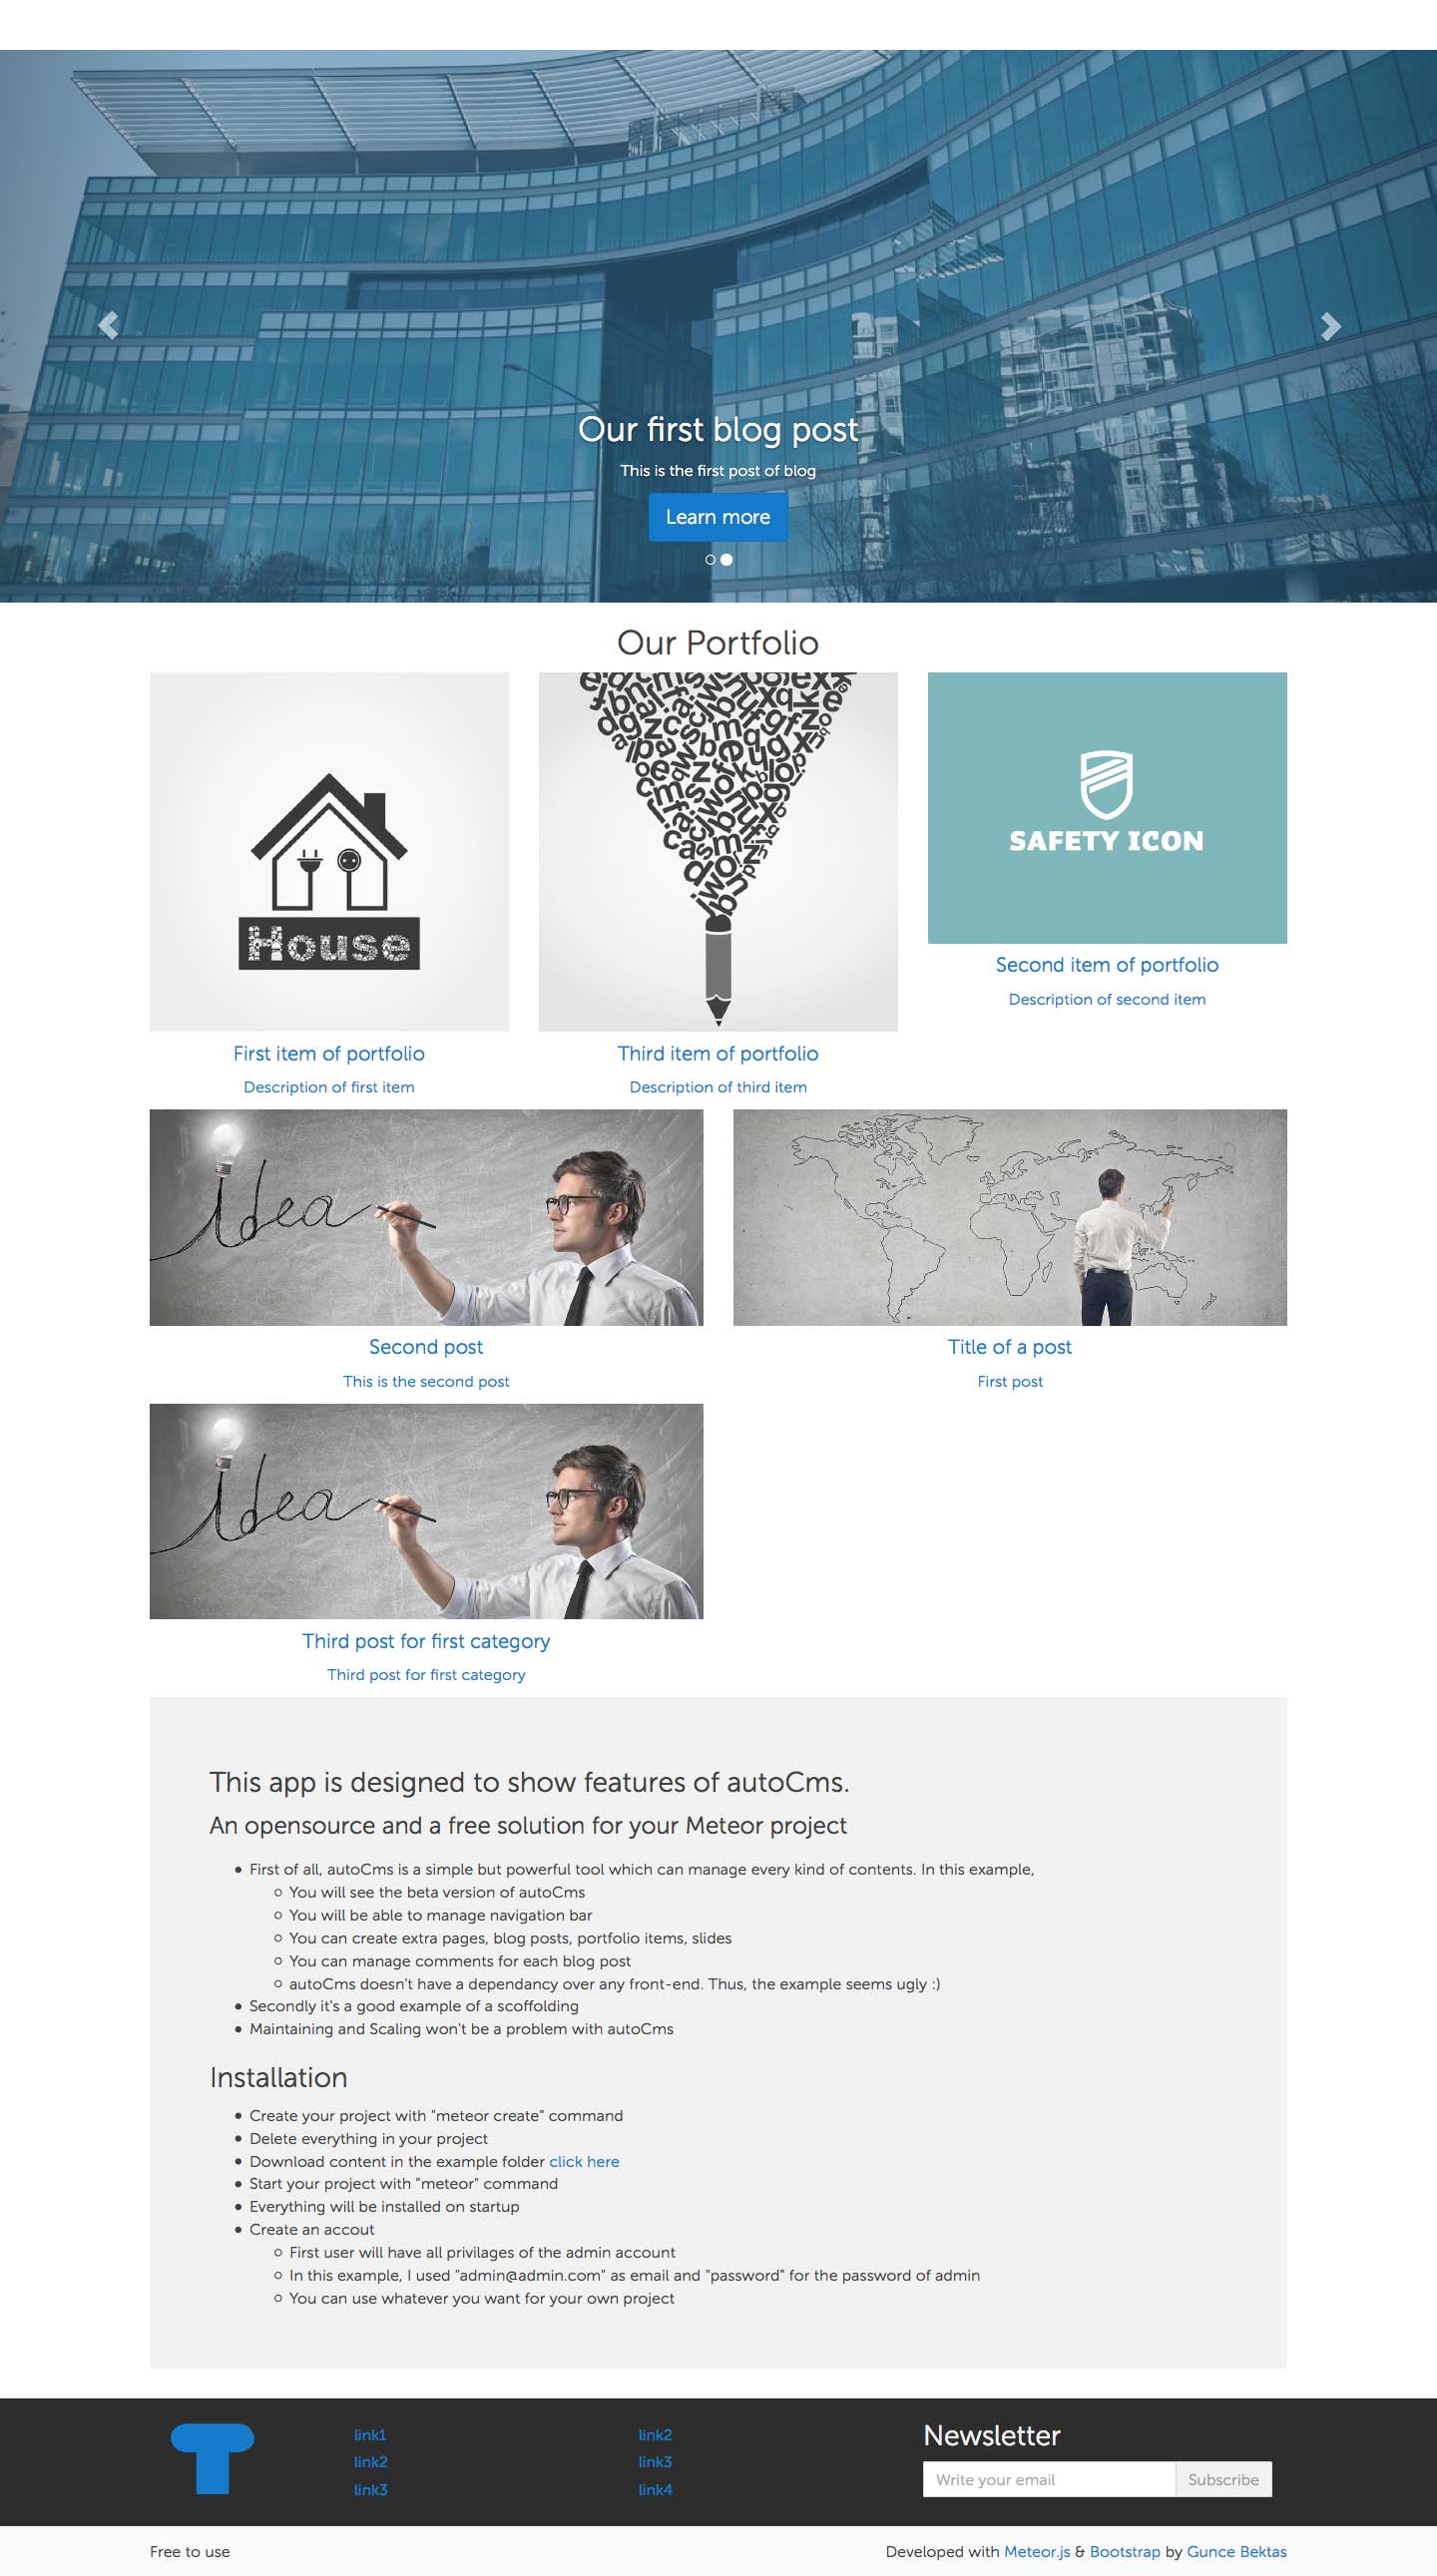 Our first blog post
This is the first post of blog
Learn more
Our Portfolio
House
SAFETY ICON
Second item of portfolio
Description of second item
First item of portfolio
Third item of portfolio
Description of first item
Description of third item
Idea
Second post
Title of a post
This is the second post
First post
Idea
Third post for first category
Third post for first category
This app is designed to show features of autoCms.
An opensource and a free solution for your Meteor project
First of all, autoCms is a simple but powerful tool which can manage every kind of contents. In this example,
You will see the beta version of autoCms
You will be able to manage navigation bar
You can create extra pages, blog posts, portfolio items, slides
You can manage comments for each blog post
autoCms doesn't have a dependancy over any front-end. Thus, the example seems ugly :)
Secondly it's a good example of a scoffolding
Maintaining and Scaling won't be a problem with autoCms
Installation
Create your project with "meteor create" command
Delete everything in your project
Download content in the example folder click here
Start your project with "meteor" command
Everything will be installed on startup
Create an accout
First user will have all privilages of the admin account
In this example, I used "admin@admin.com" as email and "password" for the password of admin
You can use whatever you want for your own project
link1
link2
link3
link2
link3
link4
Newsletter
Write your email Subscribe
Free to use
Developed with Meteor.js & Bootstrap by Gunce Bektas